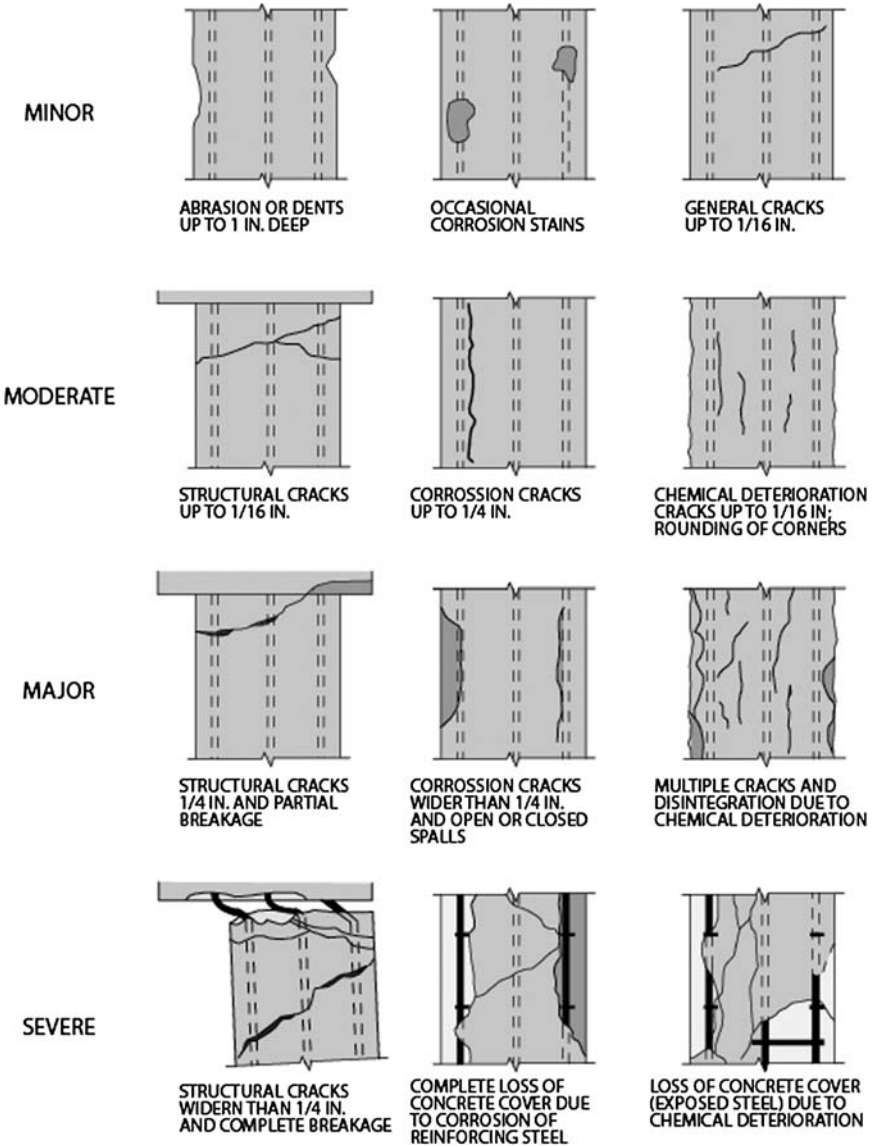 MINOR
ABRASION OR DENTS
UP TO 1 IN. DEEP
OCCASIONAL
CORROSION STAINS
GENERAL CRACKS
UP TO 1/16 IN.
MODERATE
STRUCTURAL CRACKS
UP TO 1/16 IN.
CORROSSION CRACKS
UP TO 1/4 IN.
CHEMICAL DETERIORATION
CRACKS UP TO 1/16 IN;
ROUNDING OF CORNERS
MAJOR
STRUCTURAL CRACKS
1/4 IN. AND PARTIAL
BREAKAGE
CORROSSION CRACKS
WIDER THAN 1/4 IN.
AND OPEN OR CLOSED
SPALLS
MULTIPLE CRACKS AND
DISINTEGRATION DUE TO
CHEMICAL DETERIORATION
SEVERE
STRUCTURAL CRACKS
WIDERN THAN 1/4 IN.
AND COMPLETE BREAKAGE
COMPLETE LOSS OF
CONCRETE COVER DUE
TO CORROSION OF
REINFORCING STEEL
LOSS OF CONCRETE COVER
(EXPOSED STEEL) DUE TO
CHEMICAL DETERIORATION